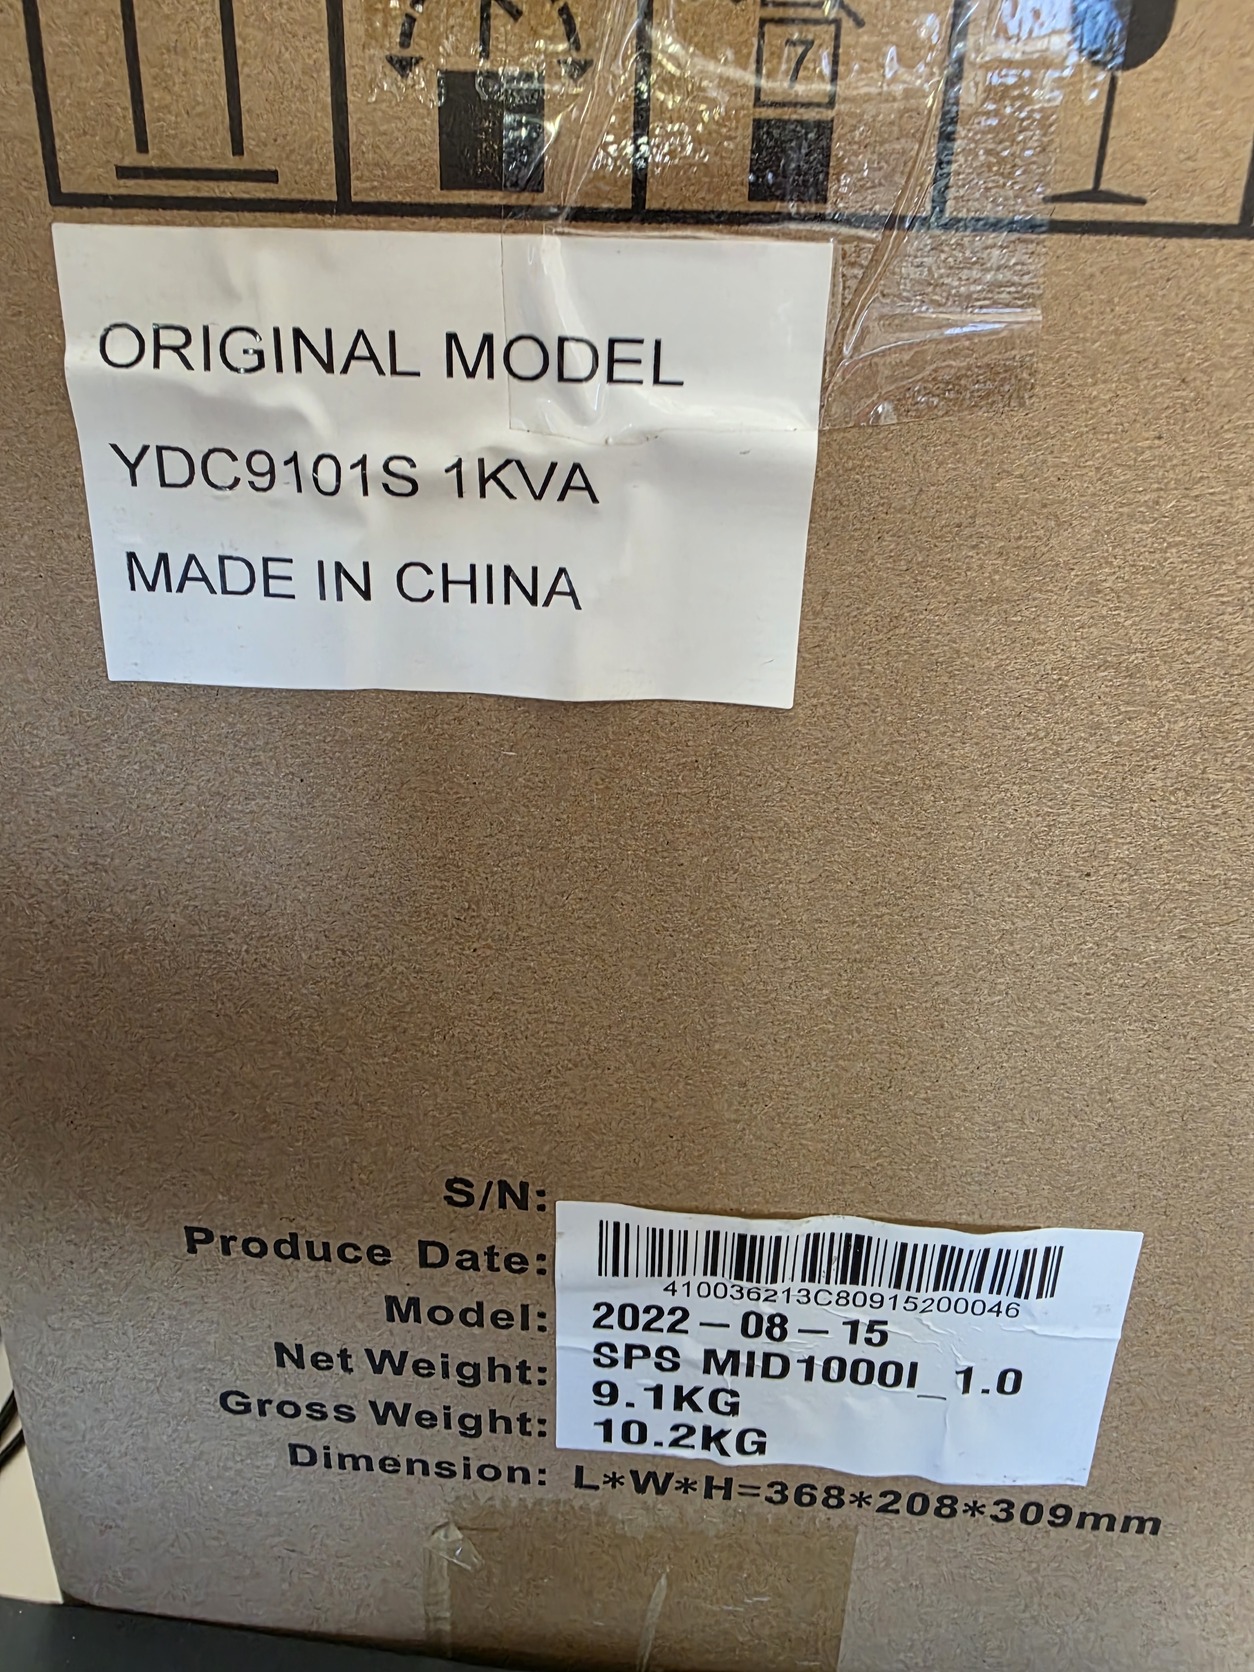 7
ORIGINAL MODEL
YDC9101S 1KVA
MADE IN CHINA
S/N:
410036213C80915200046
Produce Date: 2022-08-15
Model: SPS MID1000I_1.0
Net Weight: 9.1KG
Gross Weight: 10.2KG
Dimension: L*W*H=368*208*309mm